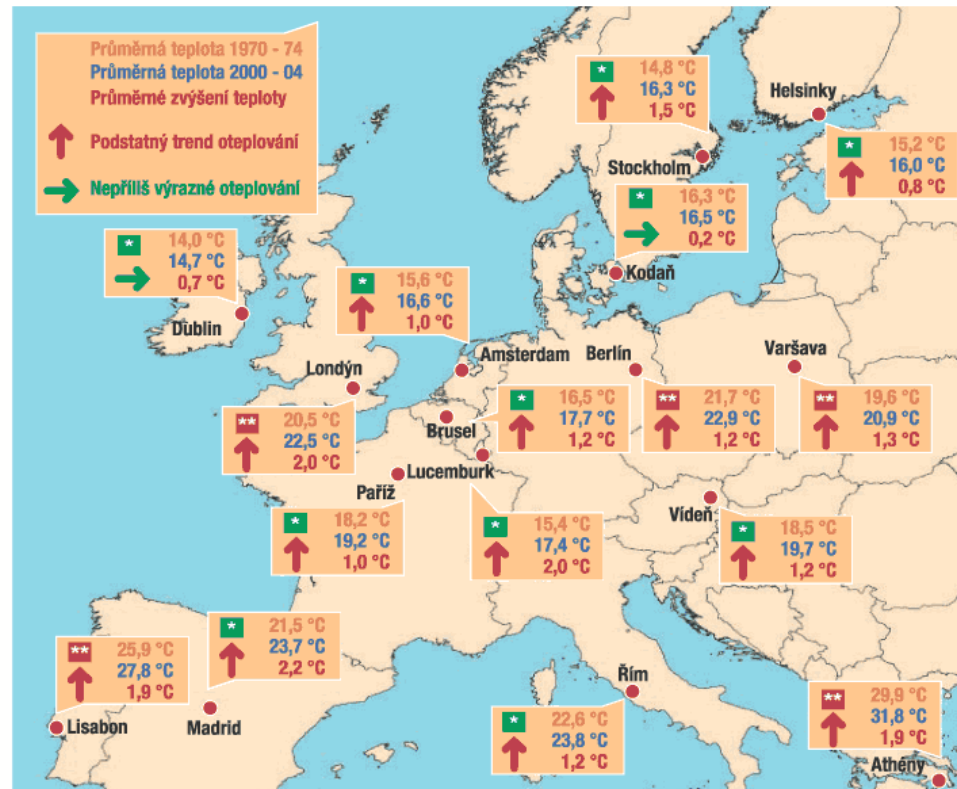 Průměrná teplota 1970 - 74
Průměrná teplota 2000 - 04
Průměrné zvýšení teploty
Podstatný trend oteplování
Nepříliš výrazné oteplování
*
14,8 °C
16,3 °C
1,5 °C
Stockholm
Helsinky
*
15,2 °C
16,0 °C
0,8 °C
*
16,3 °C
16,5 °C
0,2 °C
Kodaň
*
14,0 °C
14,7 °C
0,7 °C
Dublin
*
15,6 °C
16,6 °C
1,0 °C
Amsterdam
Londýn
**
20,5 °C
22,5 °C
2,0 °C
Brusel
*
16,5 °C
17,7 °C
1,2 °C
Berlín
**
21,7 °C
22,9 °C
1,2 °C
Varšava
**
19,6 °C
20,9 °C
1,3 °C
Paříž
*
18,2 °C
19,2 °C
1,0 °C
Lucemburk
*
15,4 °C
17,4 °C
2,0 °C
Vídeň
*
18,5 °C
19,7 °C
1,2 °C
**
25,9 °C
27,8 °C
1,9 °C
Lisabon
*
21,5 °C
23,7 °C
2,2 °C
Madrid
Řím
*
22,6 °C
23,8 °C
1,2 °C
**
29,9 °C
31,8 °C
1,9 °C
Athény